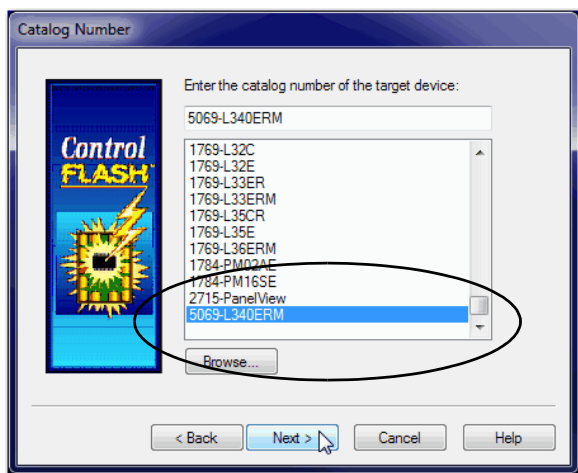 Catalog Number
Enter the catalog number of the target device:
5069-L340ERM
Control
FLASH
1769-L32C
1769-L32E
1769-L33ER
1769-L33ERM
1769-L35CR
1769-L35E
1769-L36ERM
1784-PM02AE
1784-PM16SE
2715-PanelView
5069-L340ERM
Browse...
< Back
Next >
Cancel
Help